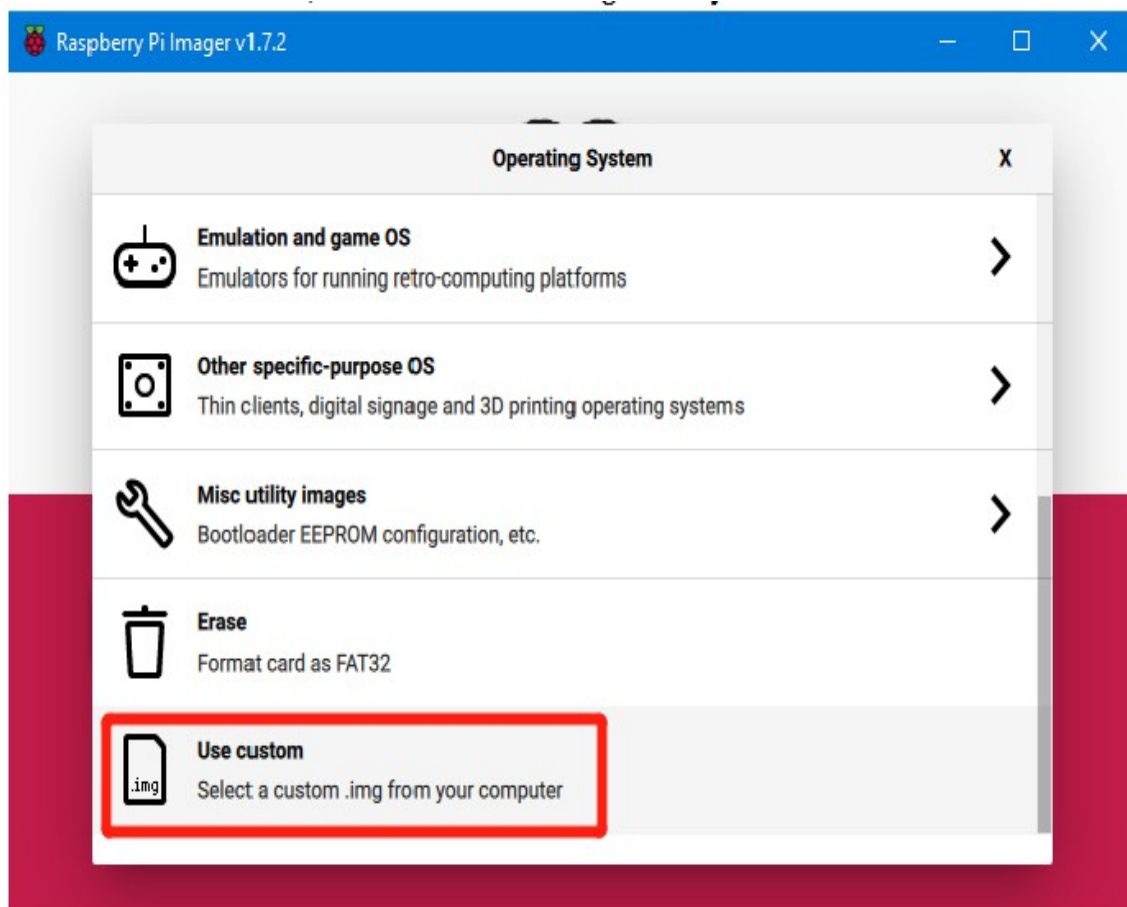 Raspberry Pi Imager v1.7.2
Operating System
X
Emulation and game OS
Emulators for running retro-computing platforms
Other specific-purpose OS
Thin clients, digital signage and 3D printing operating systems
Misc utility images
Bootloader EEPROM configuration, etc.
Erase
Format card as FAT32
Use custom
.img
Select a custom .img from your computer